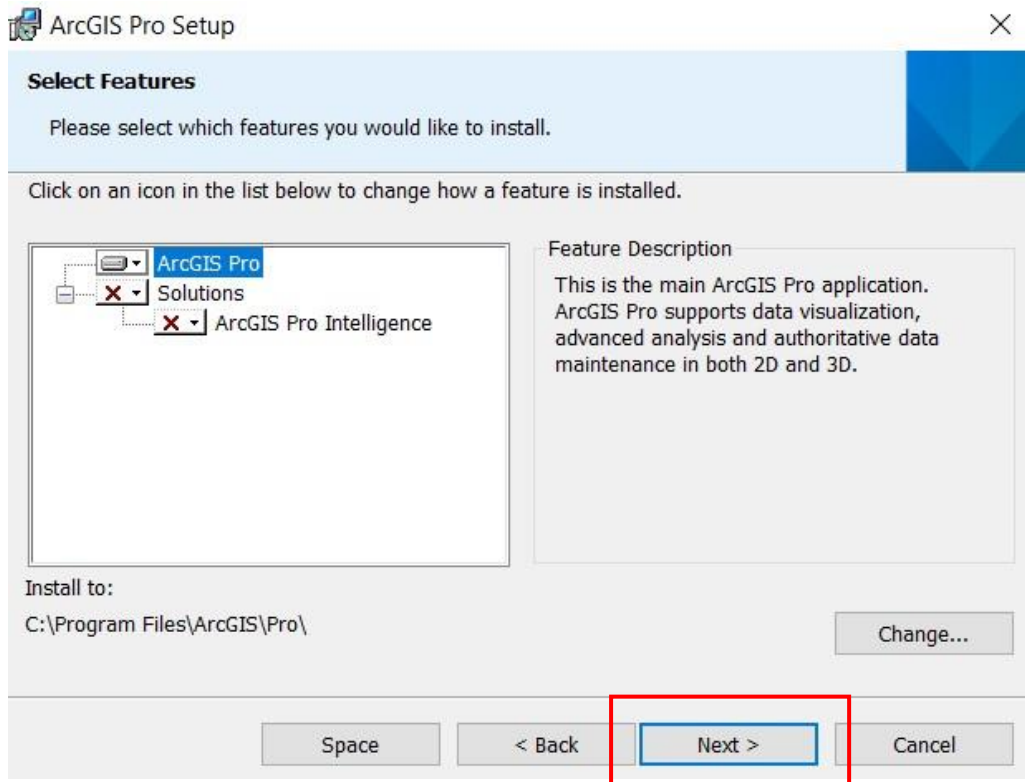 ArcGIS Pro Setup
Select Features
Please select which features you would like to install.
Click on an icon in the list below to change how a feature is installed.
ArcGIS Pro
Solutions
ArcGIS Pro Intelligence
Feature Description
This is the main ArcGIS Pro application.
ArcGIS Pro supports data visualization,
advanced analysis and authoritative data
maintenance in both 2D and 3D.
Install to:
C:\Program Files\ArcGIS\Pro\
Change...
Space
< Back
Next >
Cancel